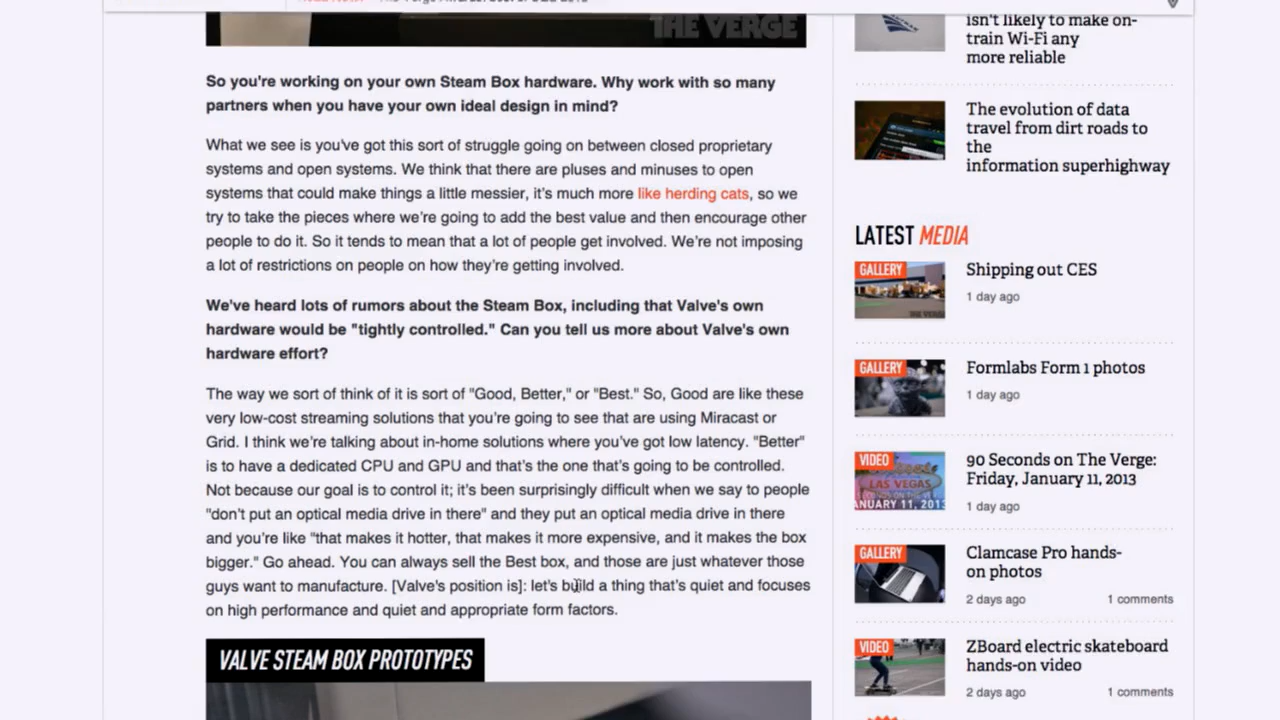 THE VERGE
So you're working on your own Steam Box hardware. Why work with so many
partners when you have your own ideal design in mind?
What we see is you've got this sort of struggle going on between closed proprietary
systems and open systems. We think that there are pluses and minuses to open
systems that could make things a little messier, it's much more like herding cats, so we
try to take the pieces where we're going to add the best value and then encourage other
people to do it. So it tends to mean that a lot of people get involved. We're not imposing
a lot of restrictions on people on how they're getting involved.
We've heard lots of rumors about the Steam Box, including that Valve's own
hardware would be "tightly controlled." Can you tell us more about Valve's own
hardware effort?
The way we sort of think of it is sort of "Good, Better," or "Best." So, Good are like these
very low-cost streaming solutions that you're going to see that are using Miracast or
Grid. I think we're talking about in-home solutions where you've got low latency. "Better"
is to have a dedicated CPU and GPU and that's the one that's going to be controlled.
Not because our goal is to control it; it's been surprisingly difficult when we say to people
"don't put an optical media drive in there" and they put an optical media drive in there
and you're like "that makes it hotter, that makes it more expensive, and it makes the box
bigger." Go ahead. You can always sell the Best box, and those are just whatever those
guys want to manufacture. [Valve's position is]: let's build a thing that's quiet and focuses
on high performance and quiet and appropriate form factors.
VALVE STEAM BOX PROTOTYPES
isn't likely to make on-
train Wi-Fi any
more reliable
The evolution of data
travel from dirt roads to
the
information superhighway
LATEST MEDIA
GALLERY
Shipping out CES
1 day ago
THE VERGE
GALLERY
Formlabs Form 1 photos
1 day ago
VIDEO
90 Seconds on The Verge:
Friday, January 11, 2013
LAS VEGAS
1 day ago
GALLERY
Clamcase Pro hands-
on photos
2 days ago
1 comments
VIDEO
ZBoard electric skateboard
hands-on video
2 days ago
1 comments